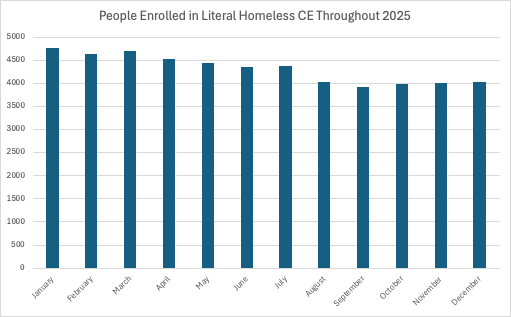 People Enrolled in Literal Homeless CE Throughout 2025
5000
4500
4000
3500
3000
2500
2000
1500
1000
500
0
January
February
March
April
May
June
July
August
September
October
November
December